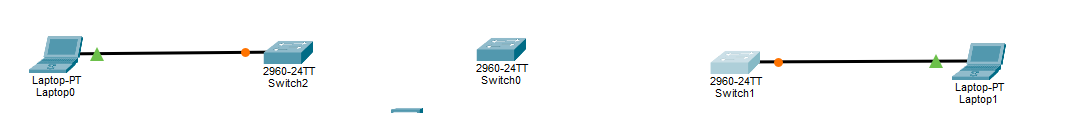 Laptop-PT
Laptop0
2960-24TT
Switch2
2960-24TT
Switch0
2960-24TT
Switch1
Laptop-PT
Laptop1